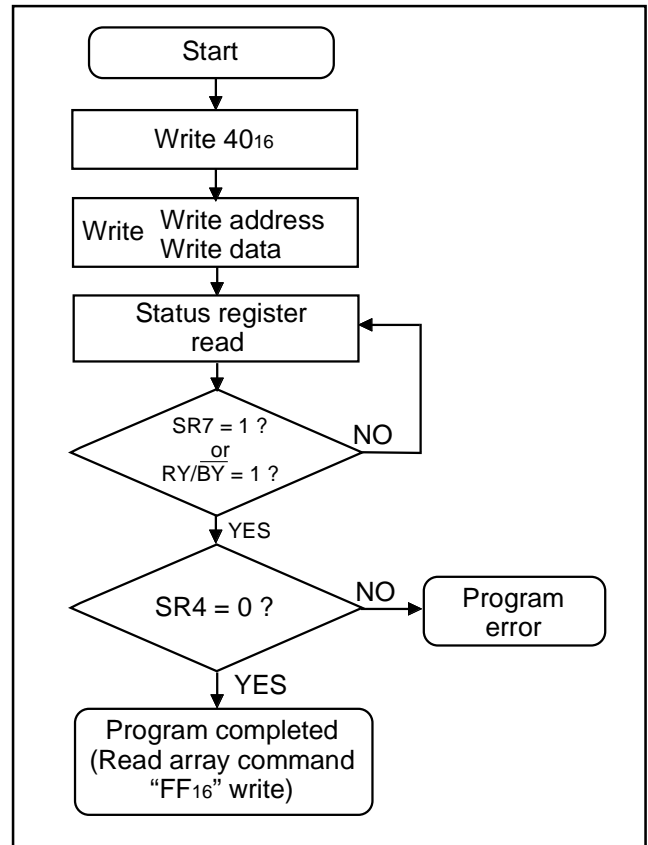 Start
Write 40₁₆
Write Write address
Write data
Status register
read
SR7 = 1 ?
or
RY/B̅Y̅ = 1 ?
NO
YES
SR4 = 0 ?
NO
Program
error
YES
Program completed
(Read array command
“FF₁₆” write)